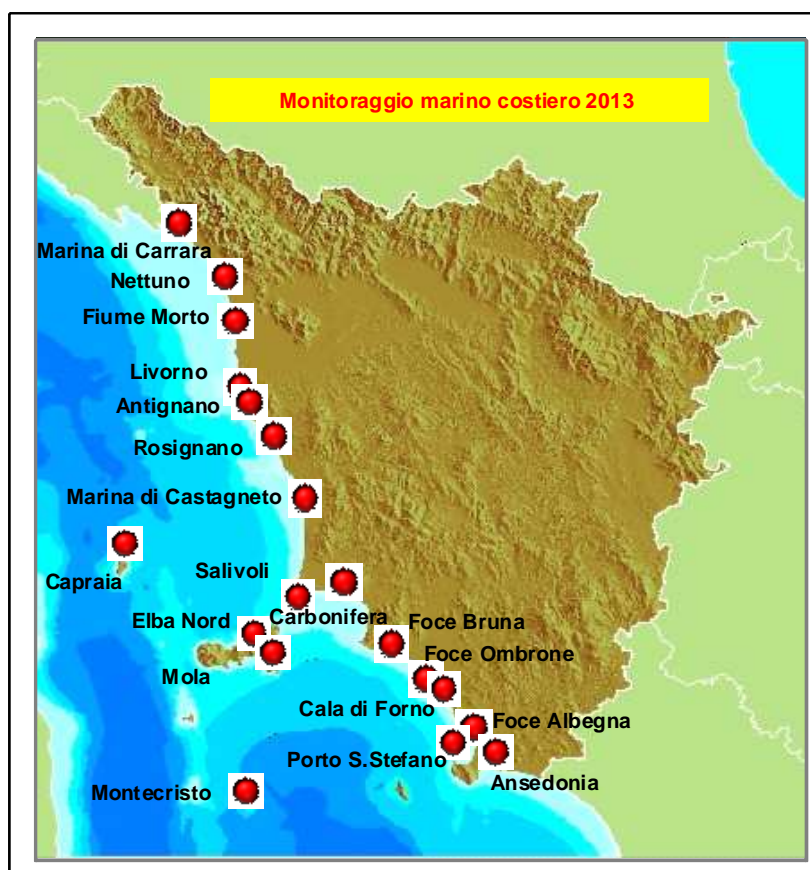 Monitoraggio marino costiero 2013
Marina di Carrara
Nettuno
Fiume Morto
Livorno
Antignano
Rosignano
Marina di Castagneto
Capraia
Salivoli
Elba Nord
Carbonifera
Foce Bruna
Mola
Foce Ombrone
Cala di Forno
Foce Albegna
Porto S.Stefano
Ansedonia
Montecristo